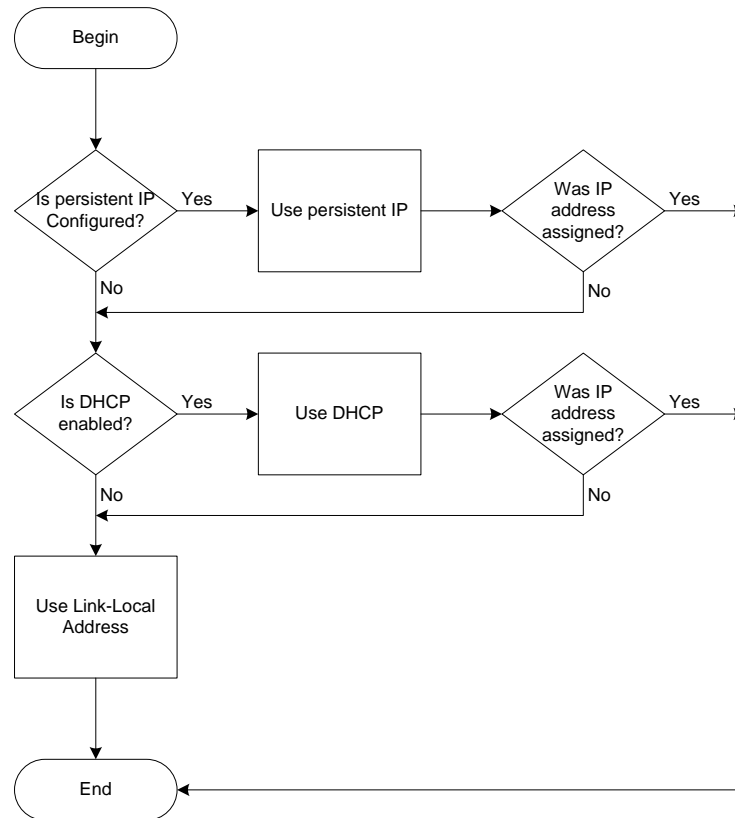 Begin
Is persistent IP
Configured?
Yes
Use persistent IP
Was IP
address
assigned?
Yes
No
No
Is DHCP
enabled?
Yes
Use DHCP
Was IP
address
assigned?
Yes
No
No
Use Link-Local
Address
End